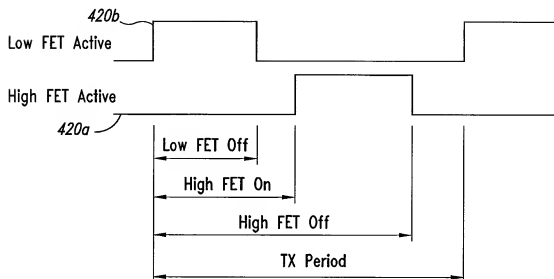 420b
Low FET Active
High FET Active
420a
Low FET Off
High FET On
High FET Off
TX Period